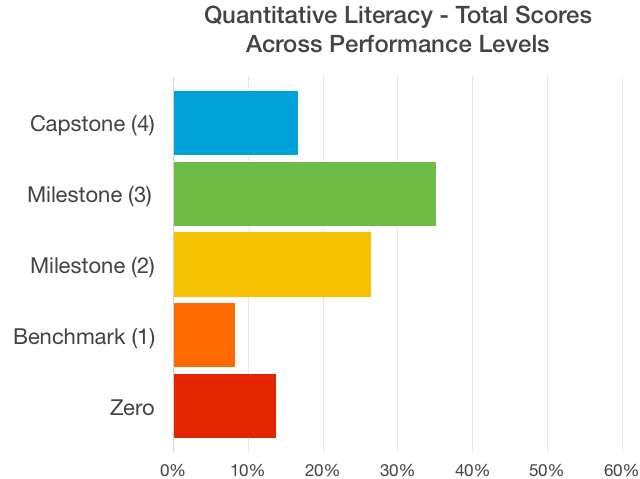 Quantitative Literacy - Total Scores
Across Performance Levels
Capstone (4)
Milestone (3)
Milestone (2)
Benchmark (1)
Zero
0% 10% 20% 30% 40% 50% 60%